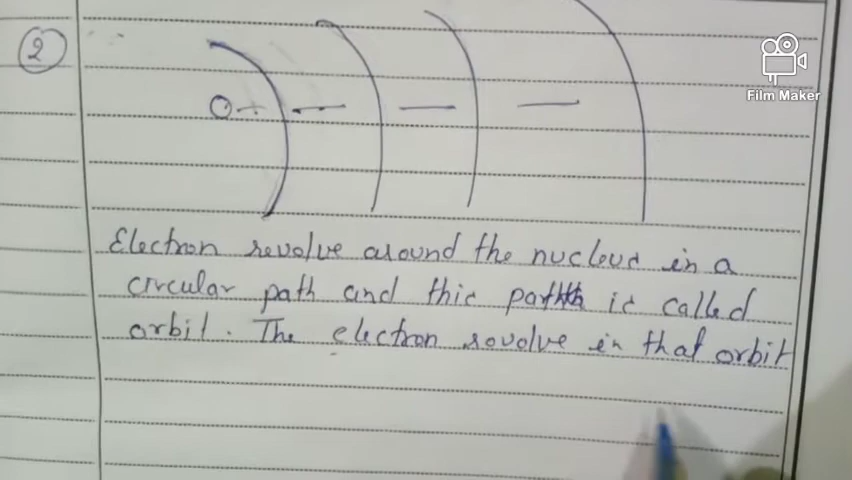 2
Film Maker
Electron revolve around the nucleus in a
circular path and this path is called
orbit. The electron revolve in that orbit